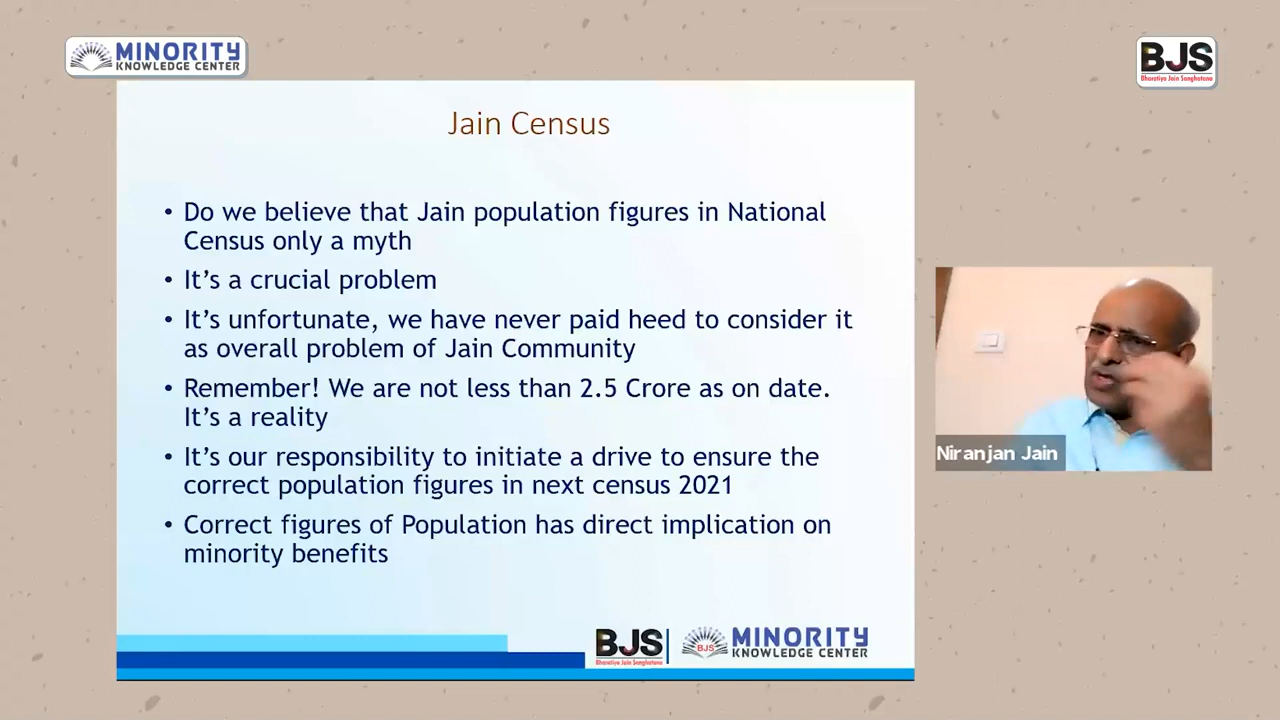 MINORITY
KNOWLEDGE CENTER
BJS
Bharatiya Jain Sanghatana
Jain Census
• Do we believe that Jain population figures in National
Census only a myth
• It's a crucial problem
• It's unfortunate, we have never paid heed to consider it
as overall problem of Jain Community
• Remember! We are not less than 2.5 Crore as on date.
It's a reality
• It's our responsibility to initiate a drive to ensure the
correct population figures in next census 2021
• Correct figures of Population has direct implication on
minority benefits
Niranjan Jain
BJS
Bharatiya Jain Sanghatana
BJS
MINORITY
KNOWLEDGE CENTER